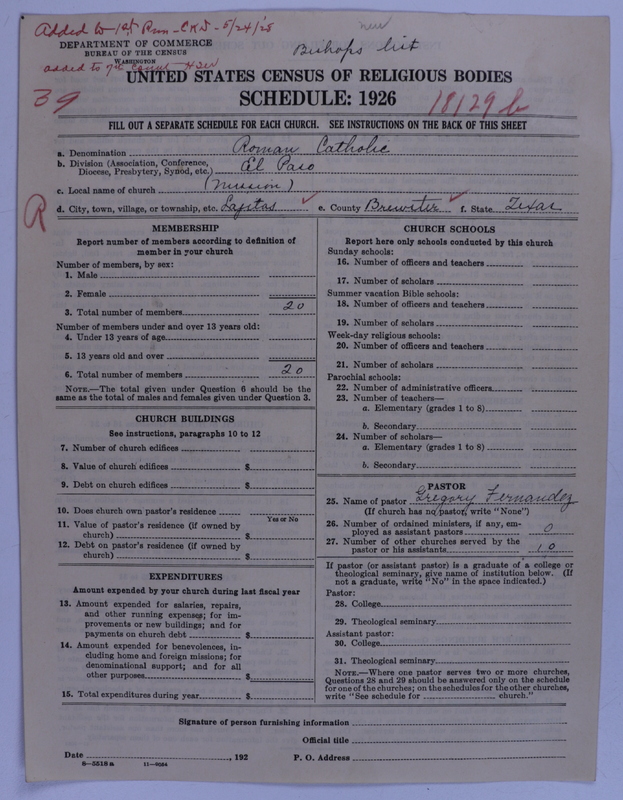 Added to 1st Run - CKD - 5/24/28
new
DEPARTMENT OF COMMERCE
BUREAU OF THE CENSUS
WASHINGTON
Bishops list
added to 7th
UNITED STATES CENSUS OF RELIGIOUS BODIES
39
SCHEDULE: 1926
18129 b
FILL OUT A SEPARATE SCHEDULE FOR EACH CHURCH. SEE INSTRUCTIONS ON THE BACK OF THIS SHEET
a. Denomination Roman Catholic
b. Division (Association, Conference, Diocese, Presbytery, Synod, etc.) El Paso
c. Local name of church (Mission)
R
d. City, town, village, or township, etc. Lajitas e. County Brewster f. State Texas
MEMBERSHIP
Report number of members according to definition of
member in your church
Number of members, by sex:
1. Male
2. Female
3. Total number of members 20
Number of members under and over 13 years old:
4. Under 13 years of age
5. 13 years old and over
6. Total number of members 20
NOTE.—The total given under Question 6 should be the
same as the total of males and females given under Question 3.
CHURCH BUILDINGS
See instructions, paragraphs 10 to 12
7. Number of church edifices
8. Value of church edifices $
9. Debt on church edifices $
10. Does church own pastor's residence
Yes or No
11. Value of pastor's residence (if owned by
church) $
12. Debt on pastor's residence (if owned by
church) $
EXPENDITURES
Amount expended by your church during last fiscal year
13. Amount expended for salaries, repairs,
and other running expenses; for im-
provements or new buildings; and for
payments on church debt $
14. Amount expended for benevolences, in-
cluding home and foreign missions; for
denominational support; and for all
other purposes $
15. Total expenditures during year $
CHURCH SCHOOLS
Report here only schools conducted by this church
Sunday schools:
16. Number of officers and teachers
17. Number of scholars
Summer vacation Bible schools:
18. Number of officers and teachers
19. Number of scholars
Week-day religious schools:
20. Number of officers and teachers
21. Number of scholars
Parochial schools:
22. Number of administrative officers
23. Number of teachers—
a. Elementary (grades 1 to 8)
b. Secondary
24. Number of scholars—
a. Elementary (grades 1 to 8)
b. Secondary
PASTOR
25. Name of pastor Gregory Fernandez
(If church has no pastor, write "None")
26. Number of ordained ministers, if any, em-
ployed as assistant pastors 0
27. Number of other churches served by the
pastor or his assistants 10
If pastor (or assistant pastor) is a graduate of a college or
theological seminary, give name of institution below. (If
not a graduate, write "No" in the space indicated.)
Pastor:
28. College
29. Theological seminary
Assistant pastor:
30. College
31. Theological seminary
NOTE.—Where one pastor serves two or more churches,
Questions 28 and 29 should be answered only on the schedule
for one of the churches; on the schedules for the other churches,
write "See schedule for church."
Signature of person furnishing information
Official title
Date , 192 P. O. Address
8—5518a 11—9064